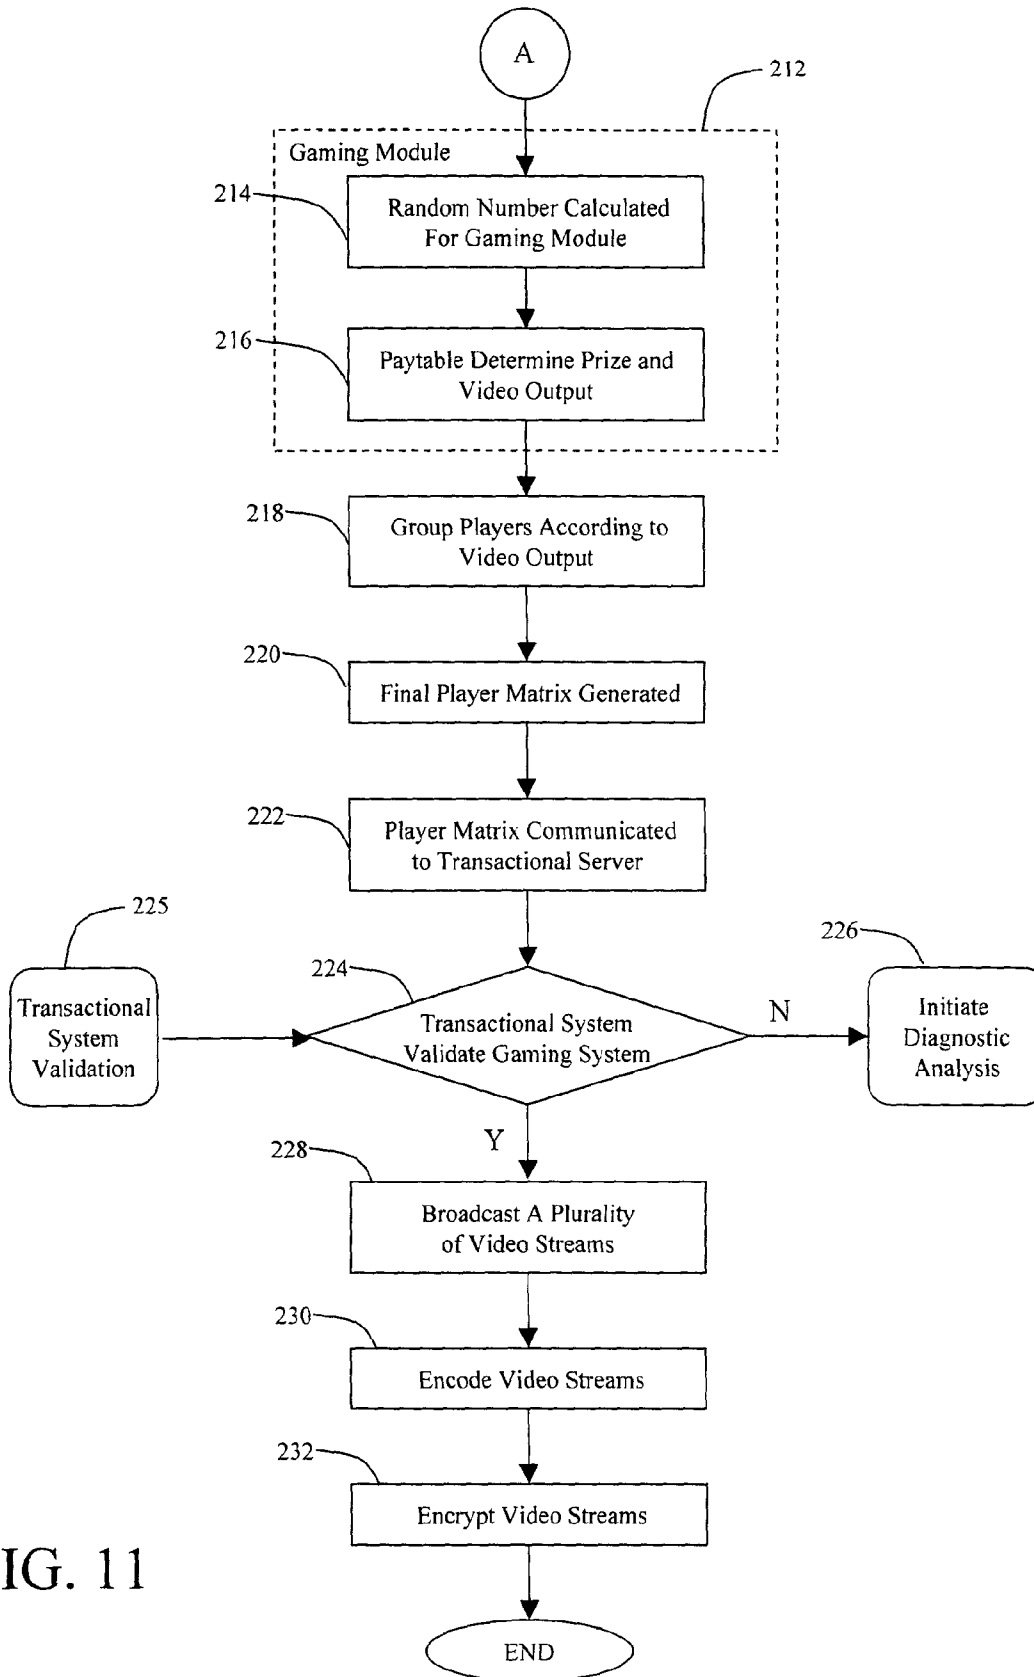 A
212
Gaming Module
214
Random Number Calculated
For Gaming Module
216
Paytable Determine Prize and
Video Output
218
Group Players According to
Video Output
220
Final Player Matrix Generated
222
Player Matrix Communicated
to Transactional Server
225
Transactional
System
Validation
224
Transactional System
Validate Gaming System
N
226
Initiate
Diagnostic
Analysis
Y
228
Broadcast A Plurality
of Video Streams
230
Encode Video Streams
232
Encrypt Video Streams
IG. 11
END